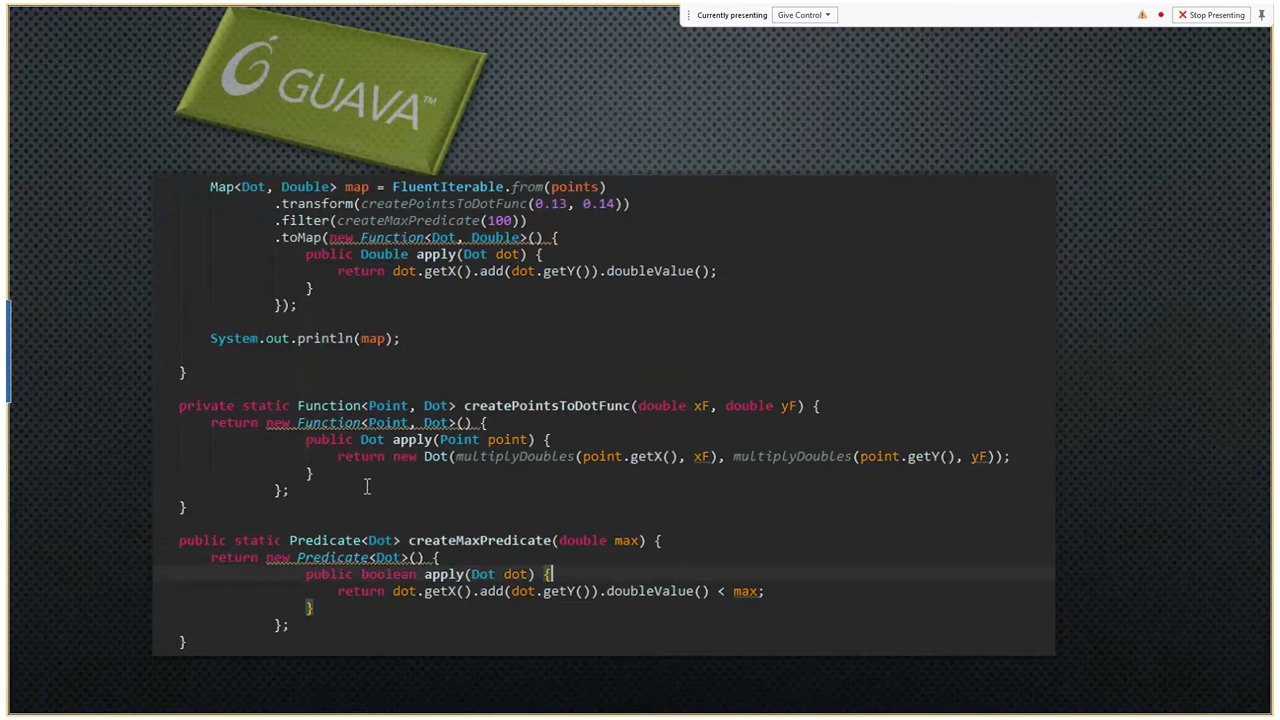 Currently presenting Give Control Stop Presenting
GUAVA™
Map<Dot, Double> map = FluentIterable.from(points)
.transform(createPointsToDotFunc(0.13, 0.14))
.filter(createMaxPredicate(100))
.toMap(new Function<Dot, Double>() {
public Double apply(Dot dot) {
return dot.getX().add(dot.getY()).doubleValue();
}
});
System.out.println(map);
}
private static Function<Point, Dot> createPointsToDotFunc(double xF, double yF) {
return new Function<Point, Dot>() {
public Dot apply(Point point) {
return new Dot(multiplyDoubles(point.getX(), xF), multiplyDoubles(point.getY(), yF));
}
};
}
public static Predicate<Dot> createMaxPredicate(double max) {
return new Predicate<Dot>() {
public boolean apply(Dot dot) {
return dot.getX().add(dot.getY()).doubleValue() < max;
}
};
}